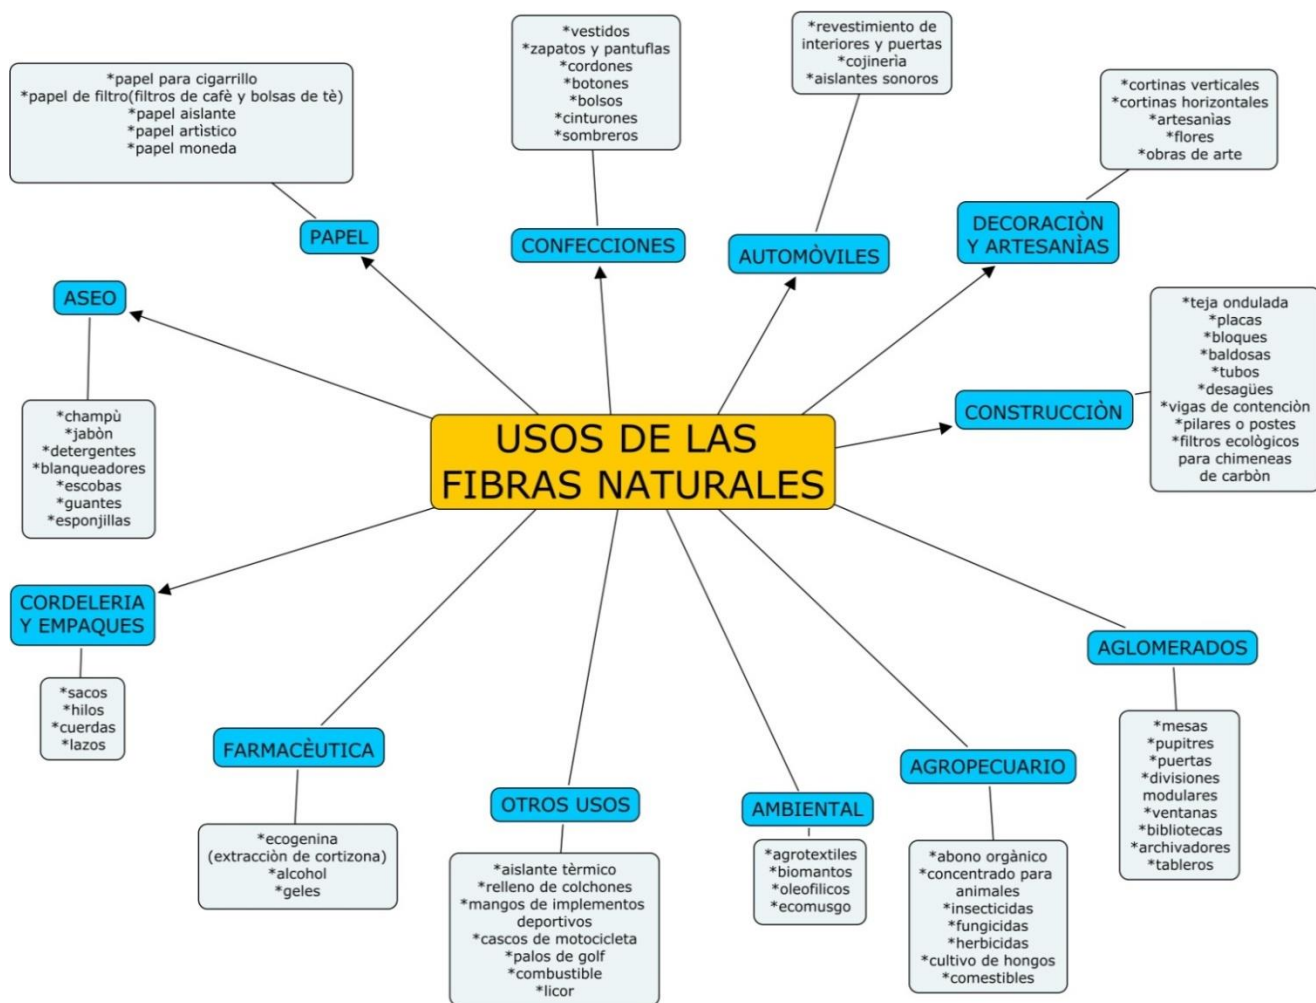 *vestidos
*zapatos y pantuflas
*cordones
*botones
*bolsos
*cinturones
*sombreros
*revestimiento de
interiores y puertas
*cojinerìa
*aislantes sonoros
*papel para cigarrillo
*papel de filtro(filtros de cafè y bolsas de tè)
*papel aislante
*papel artìstico
*papel moneda
*cortinas verticales
*cortinas horizontales
*artesanìas
*flores
*obras de arte
PAPEL
CONFECCIONES
AUTOMÒVILES
DECORACIÒN
Y ARTESANÌAS
ASEO
*teja ondulada
*placas
*bloques
*baldosas
*tubos
*desagües
*vigas de contenciòn
*pilares o postes
*filtros ecològicos
para chimeneas
de carbòn
CONSTRUCCIÒN
*champù
*jabòn
*detergentes
*blanqueadores
*escobas
*guantes
*esponjillas
USOS DE LAS
FIBRAS NATURALES
CORDELERIA
Y EMPAQUES
*sacos
*hilos
*cuerdas
*lazos
AGLOMERADOS
*mesas
*pupitres
*puertas
*divisiones
modulares
*ventanas
*bibliotecas
*archivadores
*tableros
FARMACÈUTICA
*ecogenina
(extracciòn de cortizona)
*alcohol
*geles
OTROS USOS
*aislante tèrmico
*relleno de colchones
*mangos de implementos
deportivos
*cascos de motocicleta
*palos de golf
*combustible
*licor
AMBIENTAL
*agrotextiles
*biomantos
*oleofilicos
*ecomusgo
AGROPECUARIO
*abono orgànico
*concentrado para
animales
*insecticidas
*fungicidas
*herbicidas
*cultivo de hongos
*comestibles